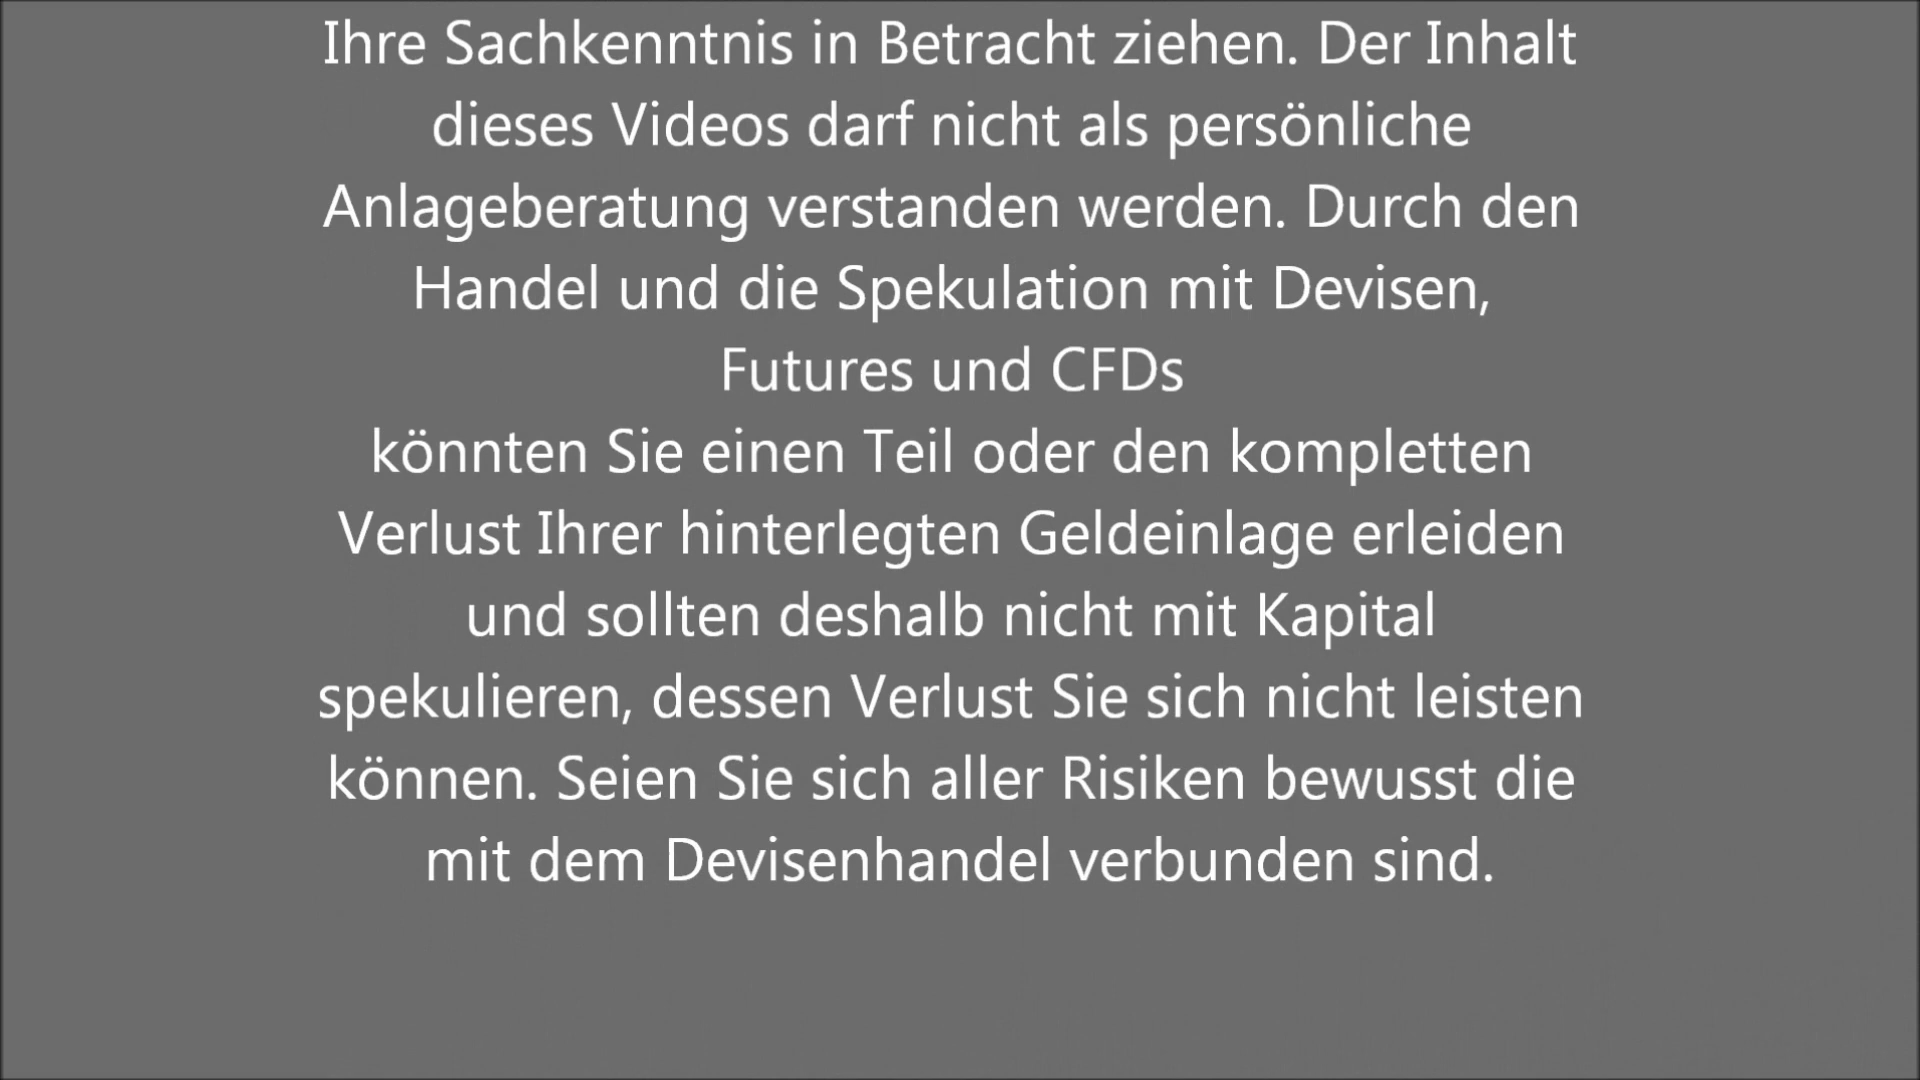 Ihre Sachkenntnis in Betracht ziehen. Der Inhalt
dieses Videos darf nicht als persönliche
Anlageberatung verstanden werden. Durch den
Handel und die Spekulation mit Devisen,
Futures und CFDs
könnten Sie einen Teil oder den kompletten
Verlust Ihrer hinterlegten Geldeinlage erleiden
und sollten deshalb nicht mit Kapital
spekulieren, dessen Verlust Sie sich nicht leisten
können. Seien Sie sich aller Risiken bewusst die
mit dem Devisenhandel verbunden sind.